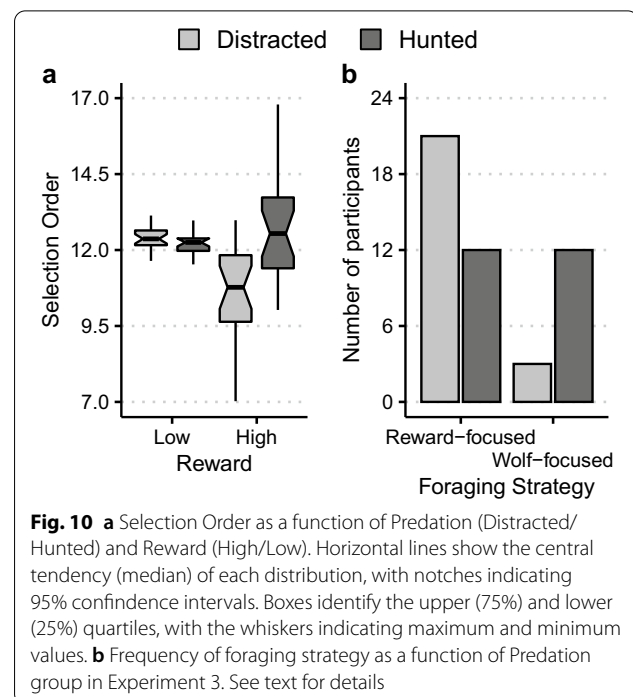 Distracted Hunted
a
b
17.0
14.5
12.0
9.5
7.0
Selection Order
Low High
Reward
24
18
12
6
0
Number of participants
Reward−focused
Wolf−focused
Foraging Strategy
Fig. 10 a Selection Order as a function of Predation (Distracted/
Hunted) and Reward (High/Low). Horizontal lines show the central
tendency (median) of each distribution, with notches indicating
95% confindence intervals. Boxes identify the upper (75%) and lower
(25%) quartiles, with the whiskers indicating maximum and minimum
values. b Frequency of foraging strategy as a function of Predation
group in Experiment 3. See text for details